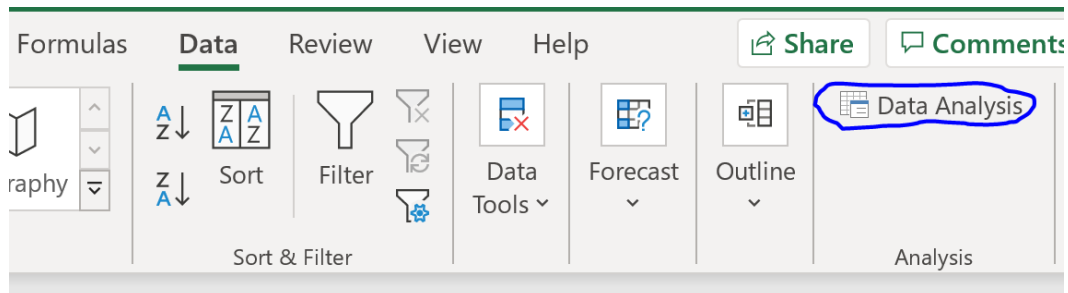 Formulas Data Review View Help Share Comments
Data Analysis
raphy Sort Filter Data Tools Forecast Outline
Sort & Filter Analysis